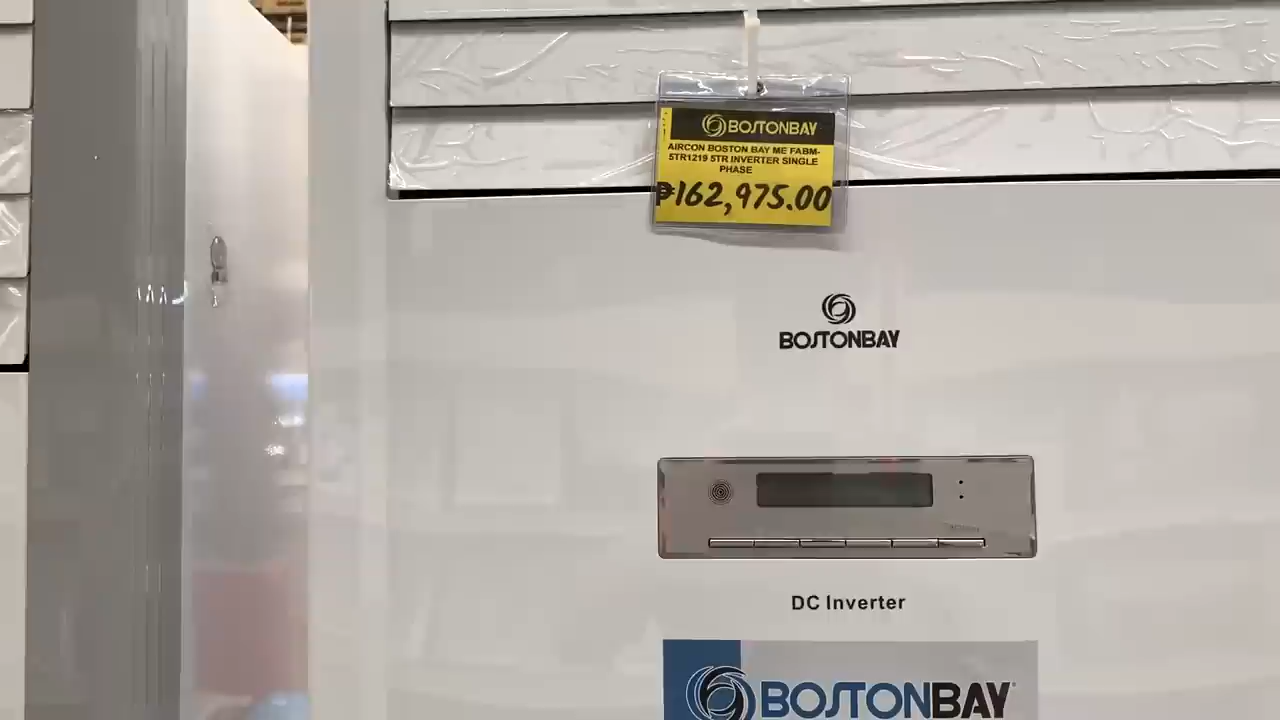 BOSTONBAY
AIRCON BOSTON BAY ME FABM-
5TR1219 5TR INVERTER SINGLE
PHASE
₱162,975.00
BOSTONBAY
DC Inverter
BOSTONBAY®